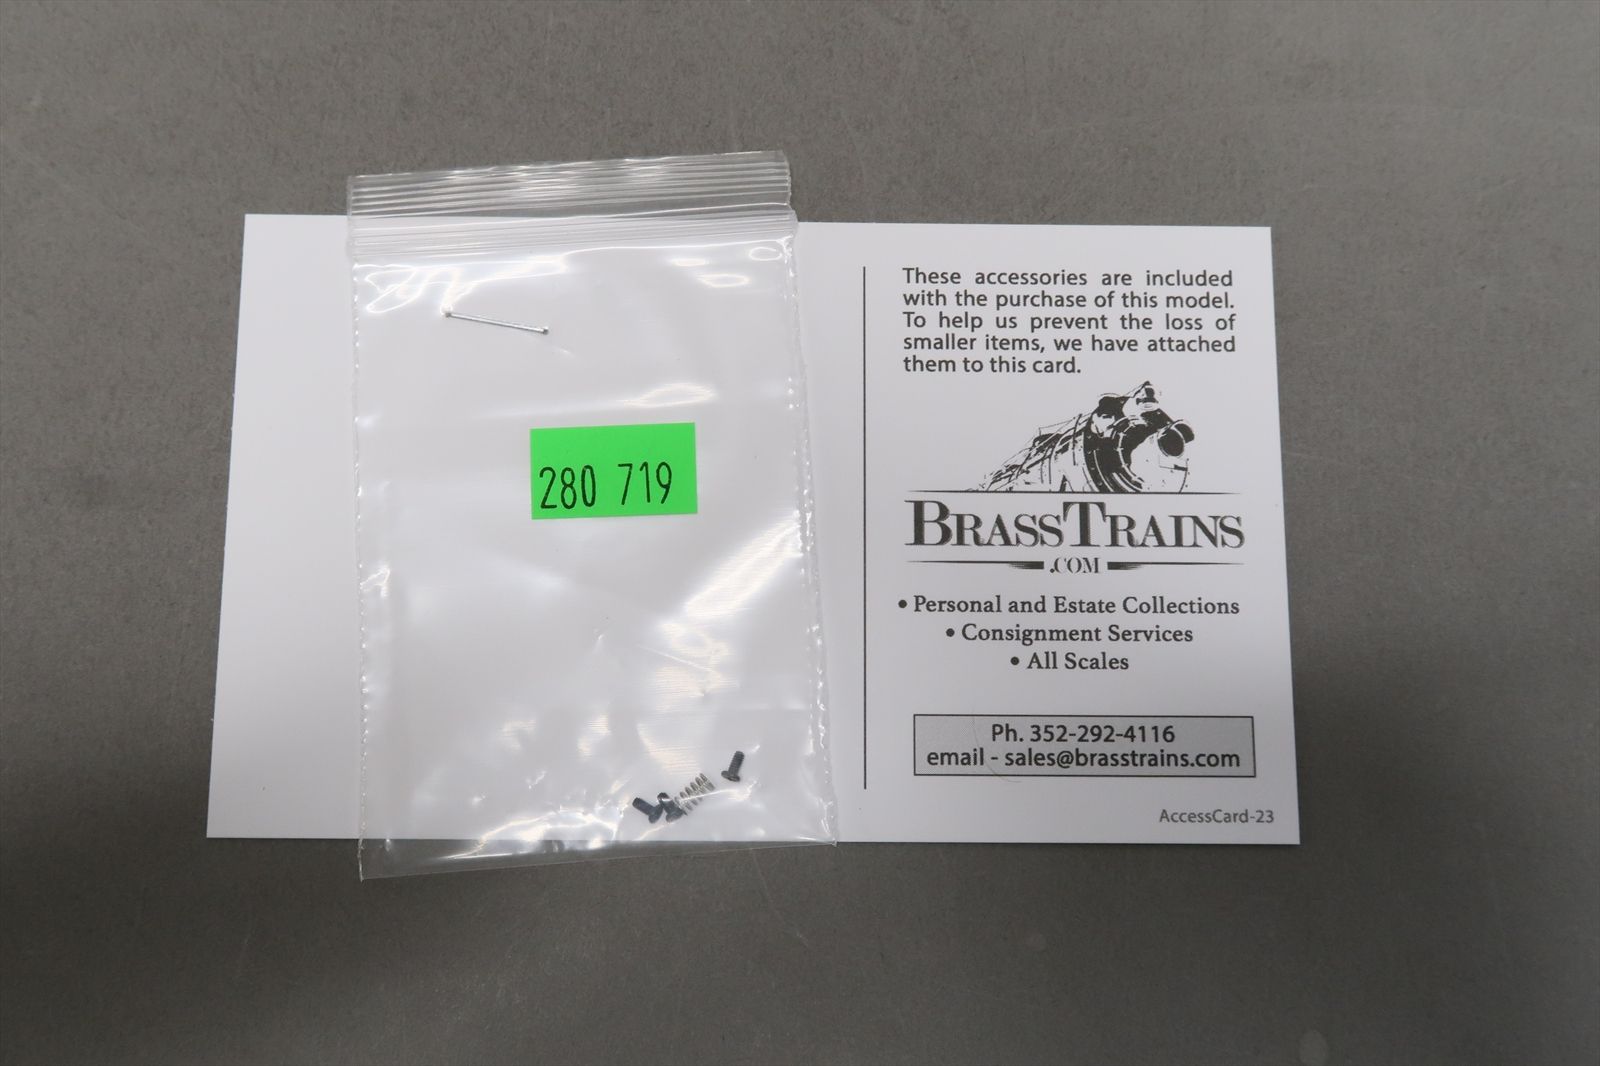 280 719
These accessories are included
with the purchase of this model.
To help us prevent the loss of
smaller items, we have attached
them to this card.
BRASSTRAINS
.COM
• Personal and Estate Collections
• Consignment Services
• All Scales
Ph. 352-292-4116
email - sales@brasstrains.com
AccessCard-23